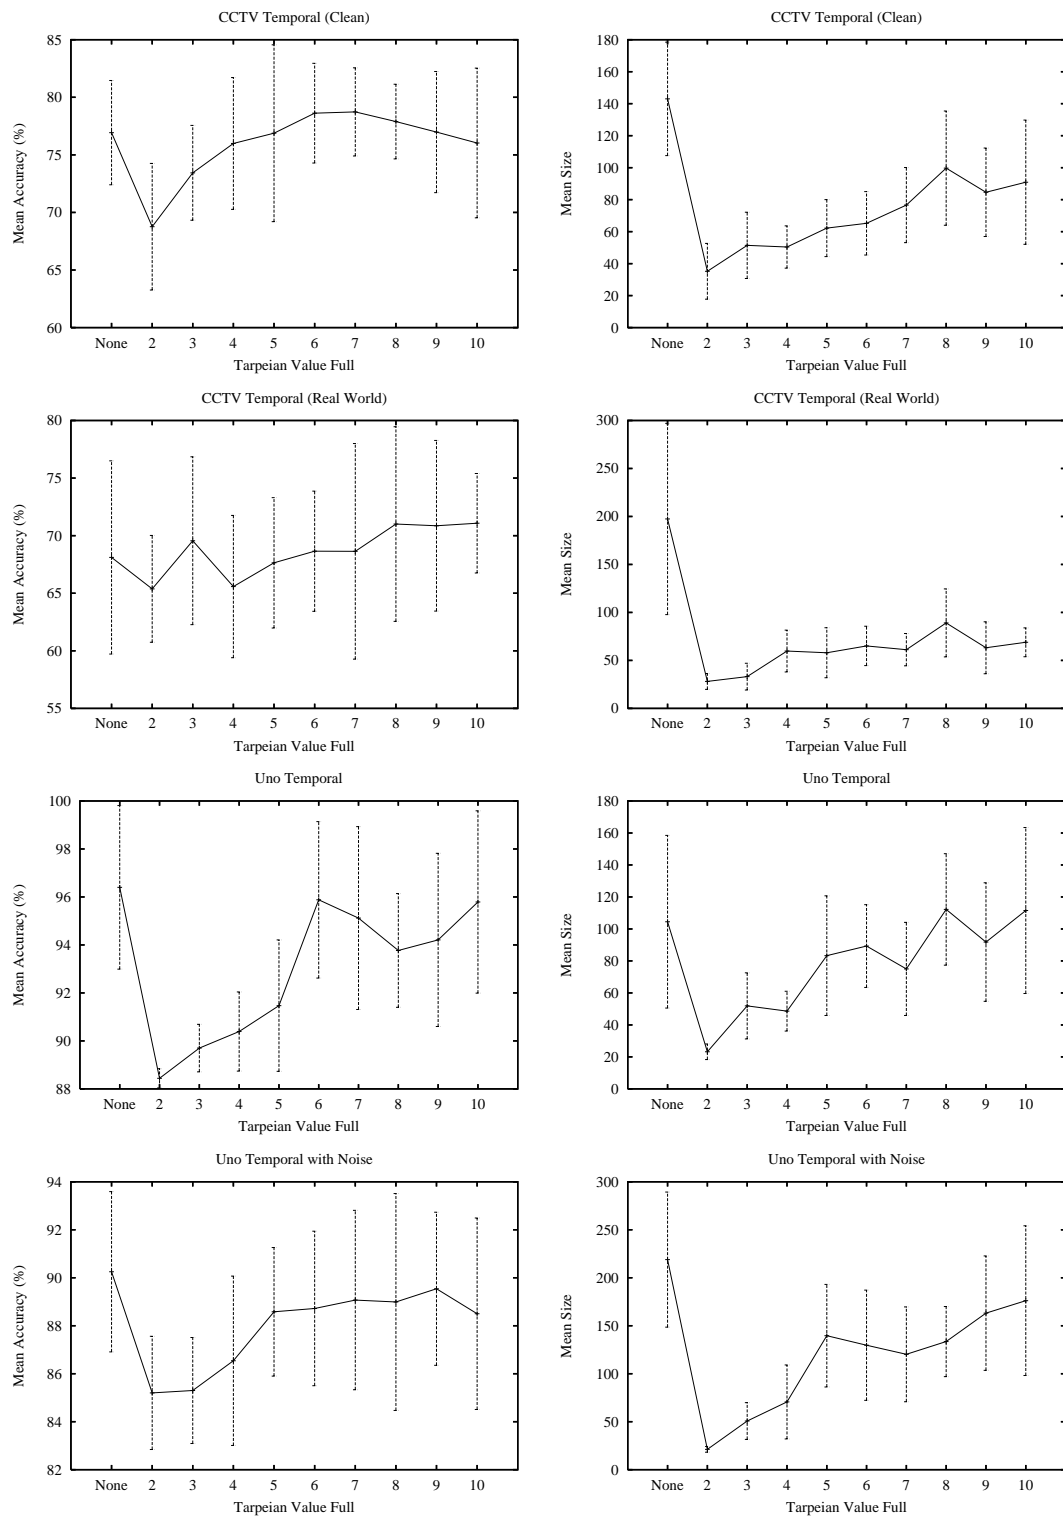 CCTV Temporal (Clean)
85
80
75
70
65
60
Mean Accuracy (%)
None 2 3 4 5 6 7 8 9 10
Tarpeian Value Full
CCTV Temporal (Clean)
180
160
140
120
100
80
60
40
20
0
Mean Size
None 2 3 4 5 6 7 8 9 10
Tarpeian Value Full
CCTV Temporal (Real World)
80
75
70
65
60
55
Mean Accuracy (%)
None 2 3 4 5 6 7 8 9 10
Tarpeian Value Full
CCTV Temporal (Real World)
300
250
200
150
100
50
0
Mean Size
None 2 3 4 5 6 7 8 9 10
Tarpeian Value Full
Uno Temporal
100
98
96
94
92
90
88
Mean Accuracy (%)
None 2 3 4 5 6 7 8 9 10
Tarpeian Value Full
Uno Temporal
180
160
140
120
100
80
60
40
20
0
Mean Size
None 2 3 4 5 6 7 8 9 10
Tarpeian Value Full
Uno Temporal with Noise
94
92
90
88
86
84
82
Mean Accuracy (%)
None 2 3 4 5 6 7 8 9 10
Tarpeian Value Full
Uno Temporal with Noise
300
250
200
150
100
50
0
Mean Size
None 2 3 4 5 6 7 8 9 10
Tarpeian Value Full